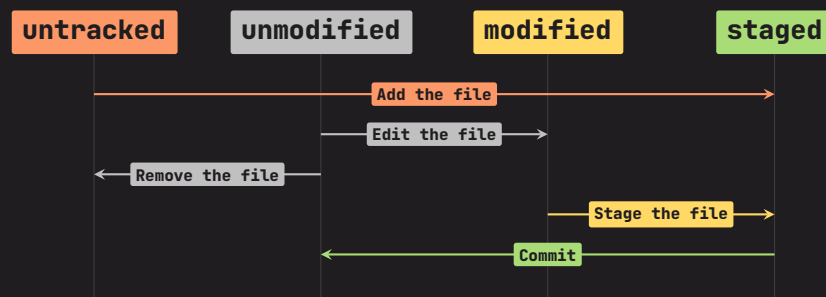 untracked
unmodified
modified
staged
Add the file
Edit the file
Remove the file
Stage the file
Commit